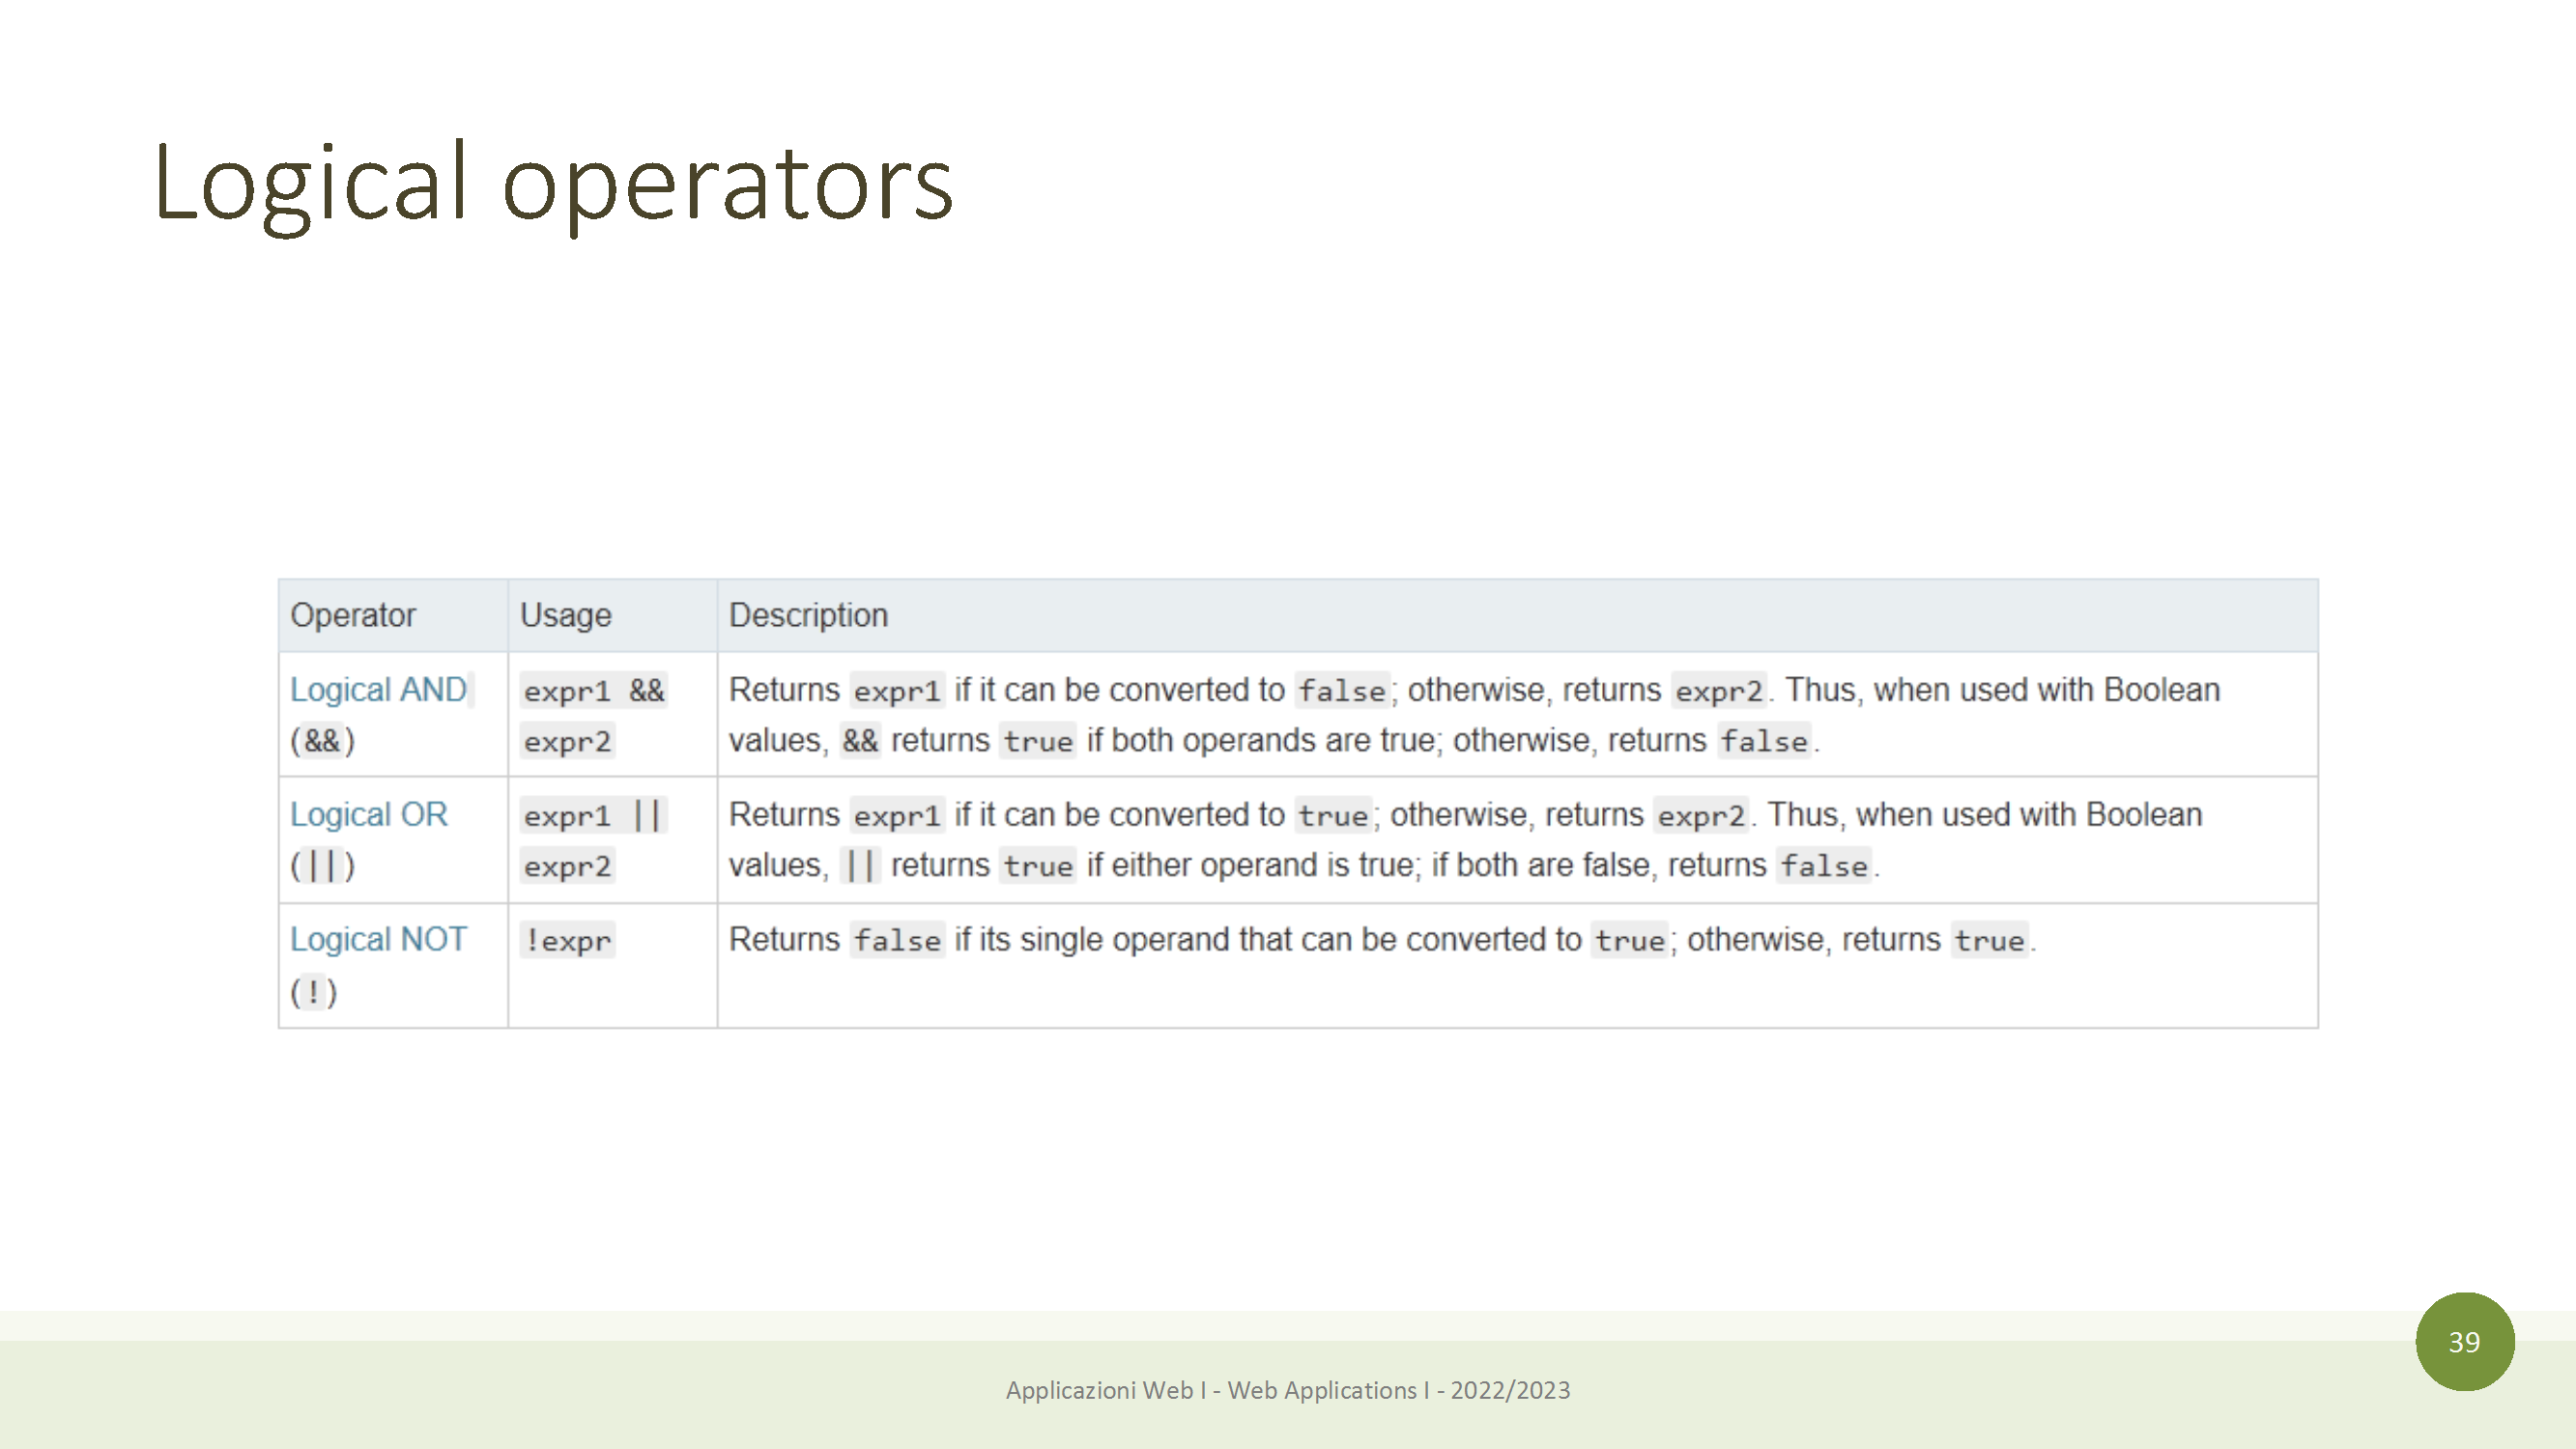 Logical operators
Operator Usage Description
Logical AND expr1 && Returns expr1 if it can be converted to false; otherwise, returns expr2. Thus, when used with Boolean
(&&) expr2 values, && returns true if both operands are true; otherwise, returns false.
Logical OR expr1 || Returns expr1 if it can be converted to true; otherwise, returns expr2. Thus, when used with Boolean
(||) expr2 values, || returns true if either operand is true; if both are false, returns false.
Logical NOT !expr Returns false if its single operand that can be converted to true; otherwise, returns true.
(!)
39
Applicazioni Web I - Web Applications I - 2022/2023